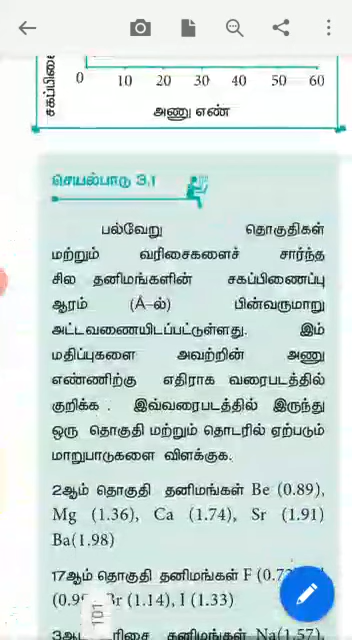 சகப்பிணை
0 10 20 30 40 50 60
அணு எண்
செயல்பாடு 3.1
பல்வேறு தொகுதிகள்
மற்றும் வரிசைகளைச் சார்ந்த
சில தனிமங்களின் சகப்பிணைப்பு
ஆரம் (Å-ல்) பின்வருமாறு
அட்டவணையிடப்பட்டுள்ளது. இம்
மதிப்புகளை அவற்றின் அணு
எண்ணிற்கு எதிராக வரைபடத்தில்
குறிக்க . இவ்வரைபடத்தில் இருந்து
ஒரு தொகுதி மற்றும் தொடரில் ஏற்படும்
மாறுபாடுகளை விளக்குக.
2ஆம் தொகுதி தனிமங்கள் Be (0.89),
Mg (1.36), Ca (1.74), Sr (1.91)
Ba(1.98)
17ஆம் தொகுதி தனிமங்கள் F
Br (1.14), I (1.33)
101
தனிமங்கள் Na(1.57),